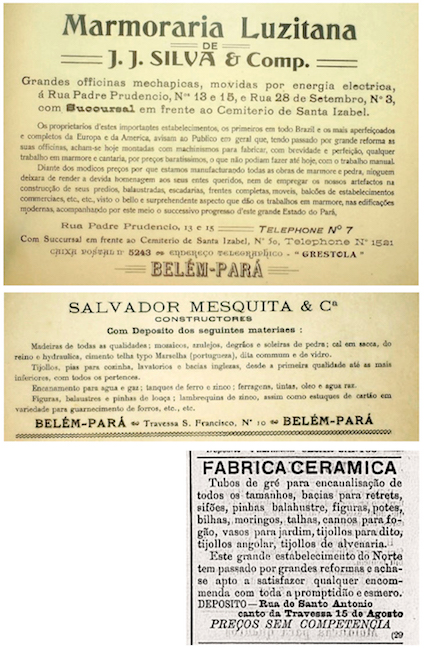 Marmoraria Luzitana
DE
J. J. SILVA & Comp.
Grandes officinas mechanicas, movidas por energia electrica,
á Rua Padre Prudencio, Nos 13 e 15, e Rua 28 de Setembro, No 3,
com Succursal em frente ao Cemiterio de Santa Izabel.
Os proprietarios d'estes importantes estabelecimentos, os primeiros em todo Brazil e os mais aperfeiçoados
e completos da Europa e da America, avisam ao Publico em geral que, tendo passado por grande reforma as
suas officinas, acham-se hoje montadas com machinismos para fabricar, com brevidade e perfeição, qualquer
trabalho em marmore e cantaria, por preços baratissimos, o que não podiam fazer até hoje, com o trabalho manual.
Diante dos modicos preços por que estamos manufacturando todas as obras de marmore e pedra, ninguem
deixara de render a devida homenagem aos seus entes queridos, nem de empregar os nossos artefactos na
construcção de seus predios, balaustradas, escadarias, frentes completas, moveis, balcões de estabelecimentos
commerciaes, etc., etc., visto o bello e surprehendente aspecto que dão os trabalhos em marmore, nas edificações
modernas, acompanhando por este meio o successivo progresso d'este grande Estado do Pará.
Rua Padre Prudencio, 13 e 15 TELEPHONE No 7
Com Succursal em frente ao Cemiterio de Santa Izabel, No 50, Telephone No 1521
CAIXA POSTAL No 5243 ENDEREÇO TELEGRAPHICO - "GRESTOLA"
BELÉM-PARÁ
SALVADOR MESQUITA & Ca
CONSTRUCTORES
Com Deposito dos seguintes materiaes :
Madeiras de todas as qualidades; mosaicos, azulejos, degráos e soleiras de pedra; cal em sacca, do
reino e hydraulica, cimento telha typo Marselha (portugueza), dita commum e de vidro.
Tijollos, pias para cozinha, lavatorios e bacias inglezas, desde a primeira qualidade até as mais
inferiores, com todos os pertences.
Encanamento para agua e gaz; tanques de ferro e zinco; ferragens, tintas, oleo e agua raz.
Figuras, balaustres e pinhas de louça; lambrequins de zinco, assim como estuques de cartão em
variedade para guarnecimento de forros, etc., etc.
BELÉM-PARÁ Travessa S. Francisco, No 10 BELÉM-PARÁ
FABRICA CERAMICA
Tubos de gré para encanalisação de
todos os tamanhos, bacias para retrets,
sifões, pinhas balahustre, figuras, potes,
bilhas, moringos, talhas, cannos para fo-
gão, vasos para jardim, tijollos para dito,
tijollos angolar, tijollos de alvenaria.
Este grande estabelecimento do Norte
tem passado por grandes reformas e acha-
se apto a satisfazer qualquer encom-
menda com toda a promptidão e esmero.
DEPOSITO—Rua de Santo Antonio
canto da Travessa 15 de Agosto
PREÇOS SEM COMPETENCIA
(29